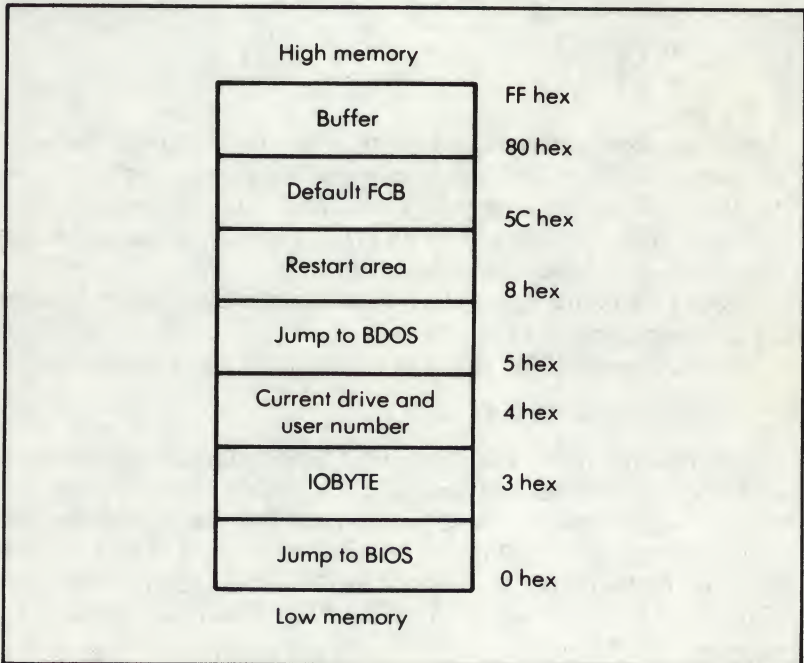 High memory
FF hex
Buffer
80 hex
Default FCB
5C hex
Restart area
8 hex
Jump to BDOS
5 hex
Current drive and
user number
4 hex
IOBYTE
3 hex
Jump to BIOS
0 hex
Low memory